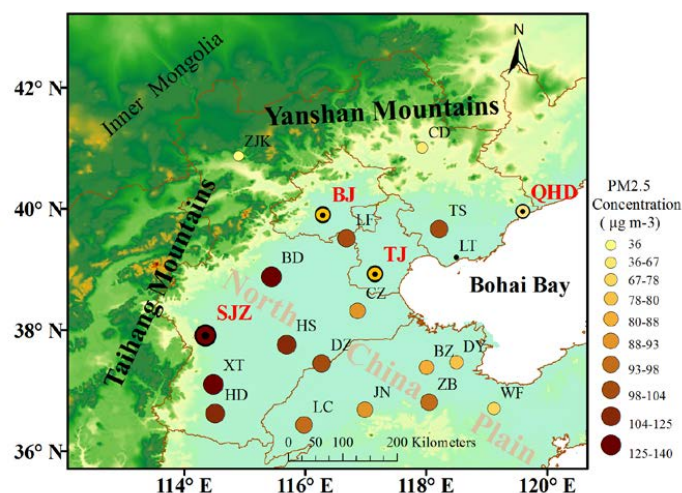 42° N
40° N
38° N
36° N
114° E
116° E
118° E
120° E
N
Inner Mongolia
Yanshan Mountains
Taihang Mountains
ZJK
CD
BJ
QHD
LF
TS
TJ
LT
BD
Bohai Bay
CZ
SJZ
HS
DZ
North China Plain
XT
BZ
DY
HD
JN
ZB
WF
LC
0 50 100 200 Kilometers
PM2.5
Concentration
( μg m-3)
36
36-67
67-78
78-80
80-88
88-93
93-98
98-104
104-125
125-140